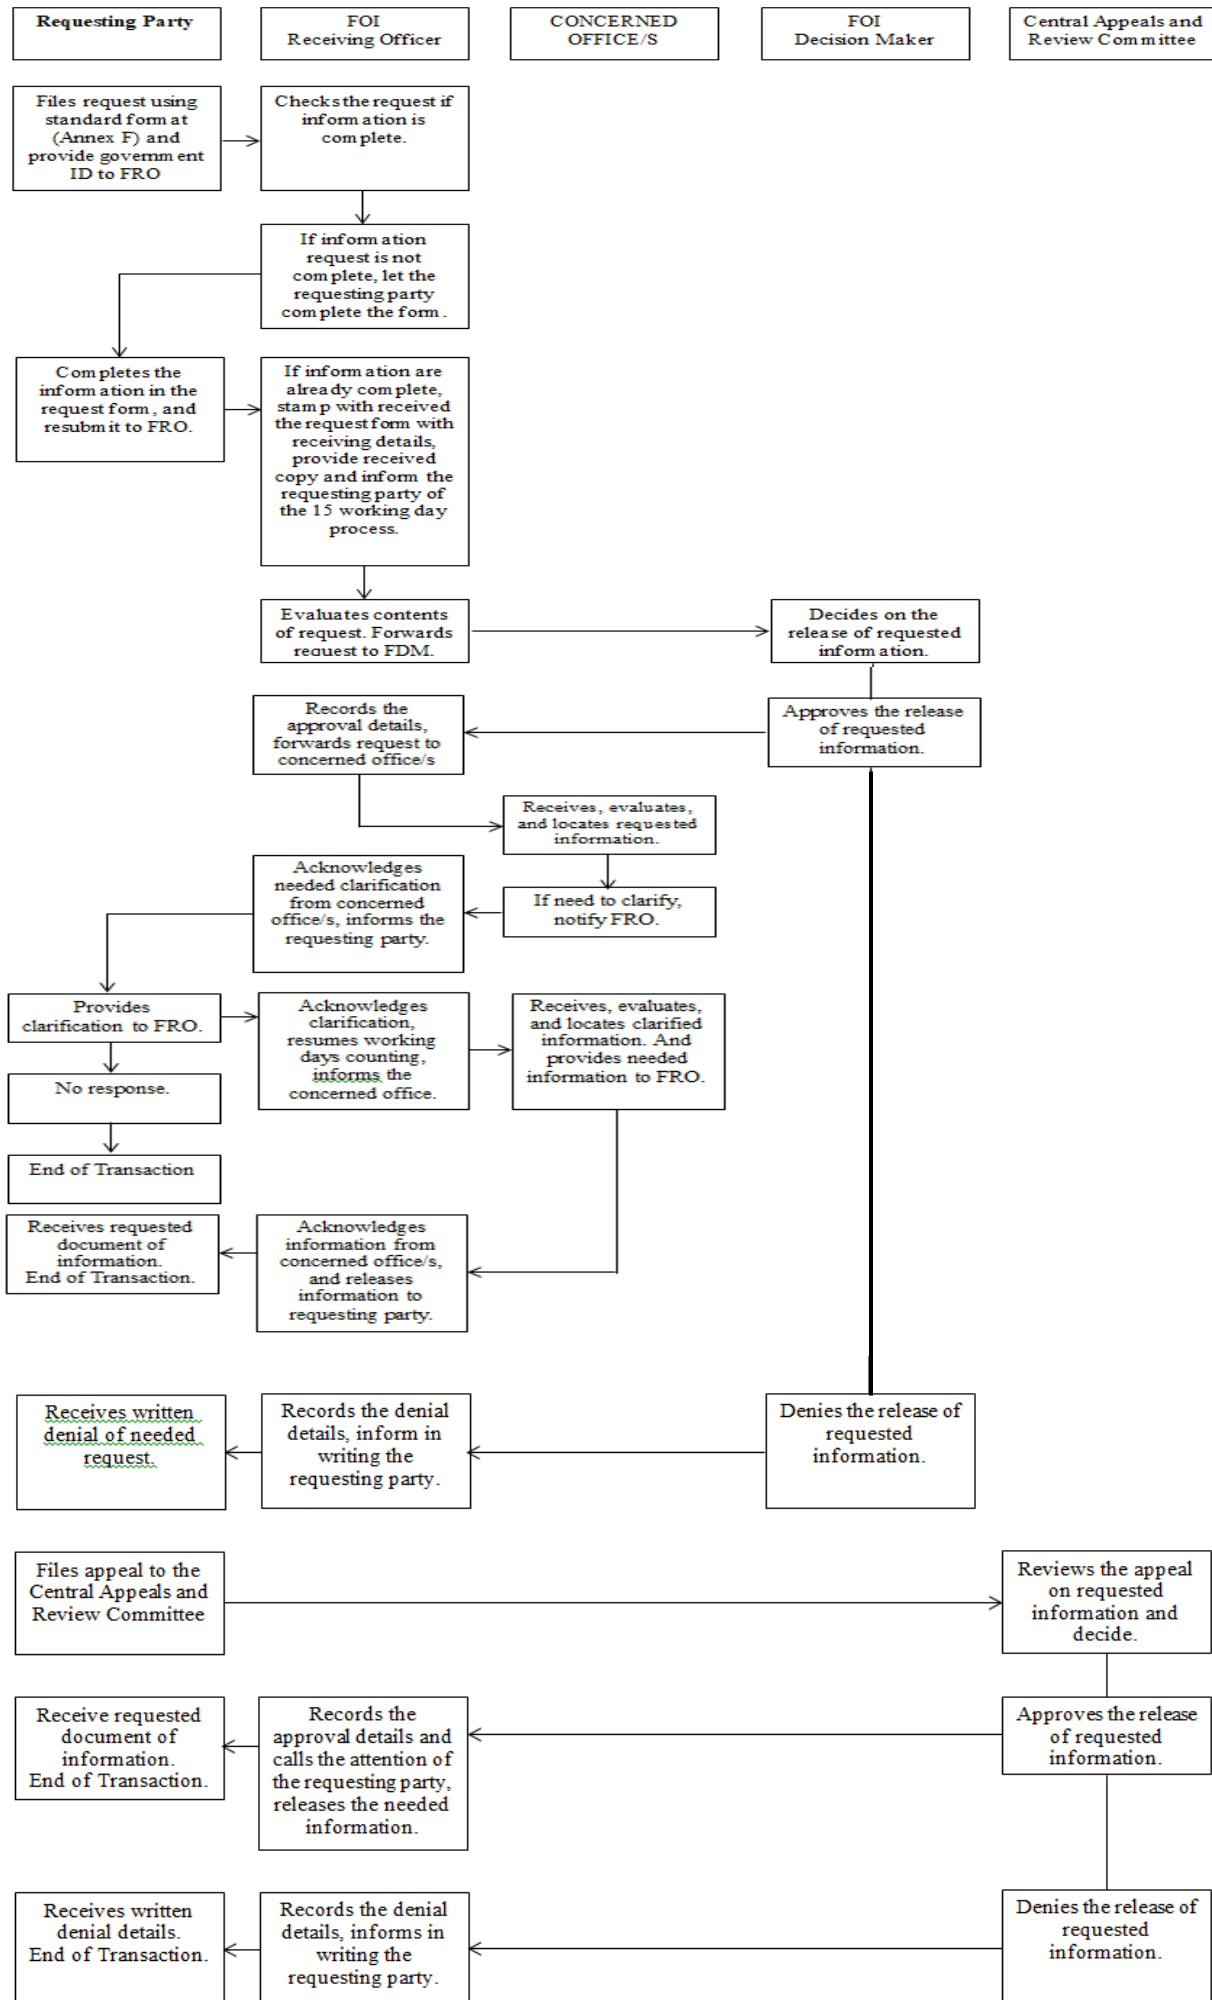 Requesting Party
FOI
Receiving Officer
CONCERNED
OFFICE/S
FOI
Decision Maker
Central Appeals and
Review Committee
Files request using
standard format
(Annex F) and
provide government
ID to FRO
Checks the request if
information is
complete.
If information
request is not
complete, let the
requesting party
complete the form.
Completes the
information in the
request form, and
resubmit to FRO.
If information are
already complete,
stamp with received
the request form with
receiving details,
provide received
copy and inform the
requesting party of
the 15 working day
process.
Evaluates contents
of request. Forwards
request to FDM.
Decides on the
release of requested
information.
Records the
approval details,
forwards request to
concerned office/s
Approves the release
of requested
information.
Receives, evaluates,
and locates requested
information.
Acknowledges
needed clarification
from concerned
office/s, informs the
requesting party.
If need to clarify,
notify FRO.
Provides
clarification to FRO.
Acknowledges
clarification,
resumes working
days counting,
informs the
concerned office.
Receives, evaluates,
and locates clarified
information. And
provides needed
information to FRO.
No response.
End of Transaction
Receives requested
document of
information.
End of Transaction.
Acknowledges
information from
concerned office/s,
and releases
information to
requesting party.
Receives written
denial of needed
request.
Records the denial
details, inform in
writing the
requesting party.
Denies the release of
requested
information.
Files appeal to the
Central Appeals and
Review Committee
Reviews the appeal
on requested
information and
decide.
Receive requested
document of
information.
End of Transaction.
Records the
approval details and
calls the attention of
the requesting party,
releases the needed
information.
Approves the release
of requested
information.
Receives written
denial details.
End of Transaction.
Records the denial
details, informs in
writing the
requesting party.
Denies the release of
requested
information.